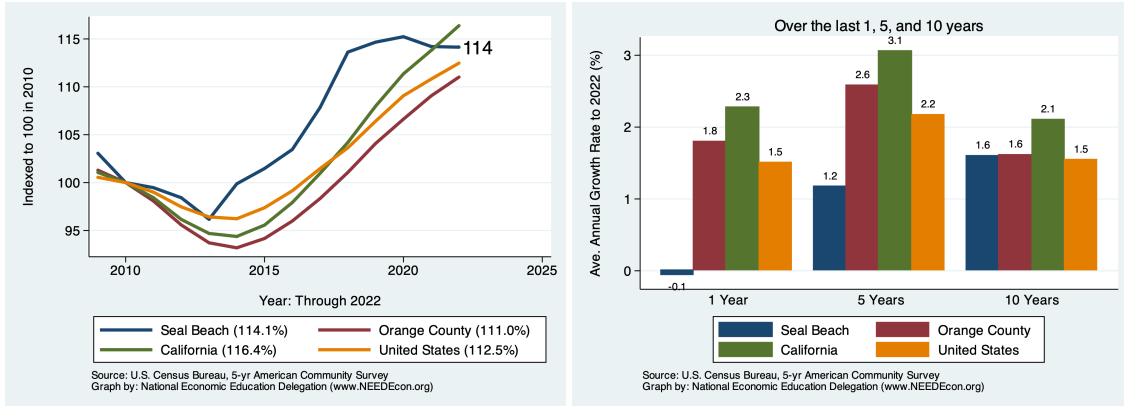 Indexed to 100 in 2010
115
110
105
100
95
114
2010
2015
2020
2025
Year: Through 2022
Seal Beach (114.1%)
Orange County (111.0%)
California (116.4%)
United States (112.5%)
Source: U.S. Census Bureau, 5-yr American Community Survey
Graph by: National Economic Education Delegation (www.NEEDEcon.org)
Over the last 1, 5, and 10 years
Ave. Annual Growth Rate to 2022 (%)
3
2
1
0
-0.1
1.8
2.3
1.5
1.2
2.6
3.1
2.2
1.6
1.6
2.1
1.5
1 Year
5 Years
10 Years
Seal Beach
Orange County
California
United States
Source: U.S. Census Bureau, 5-yr American Community Survey
Graph by: National Economic Education Delegation (www.NEEDEcon.org)